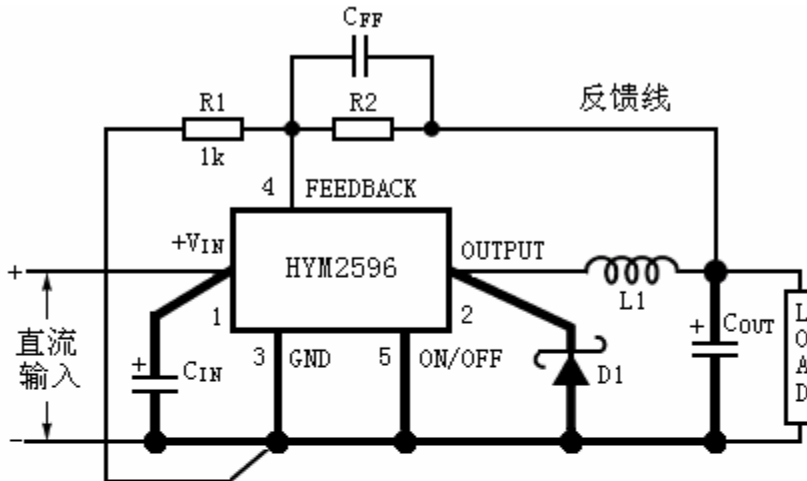 CFF
R1
R2
反馈线
1k
4
FEEDBACK
+VIN
OUTPUT
HYM2596
+
1
2
L1
直流
输入
+
CIN
3
GND
5
ON/OFF
D1
+
COUT
LOAD
-